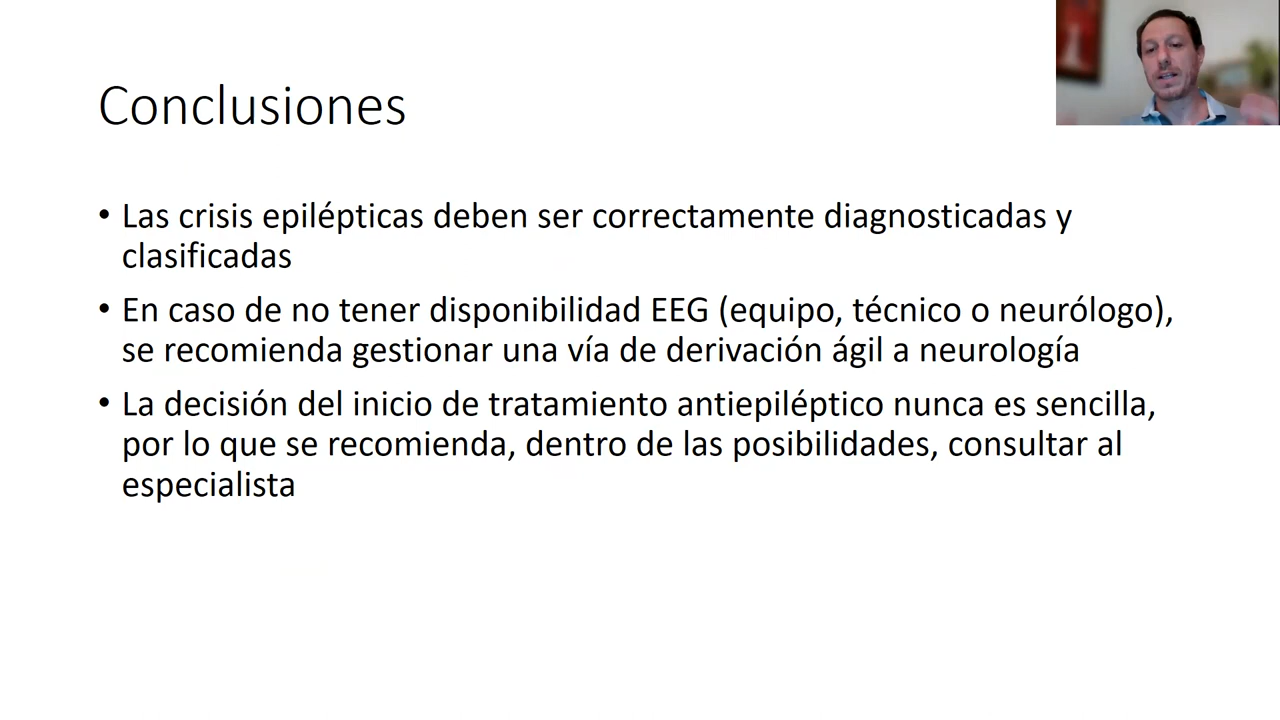 Conclusiones
• Las crisis epilépticas deben ser correctamente diagnosticadas y
clasificadas
• En caso de no tener disponibilidad EEG (equipo, técnico o neurólogo),
se recomienda gestionar una vía de derivación ágil a neurología
• La decisión del inicio de tratamiento antiepiléptico nunca es sencilla,
por lo que se recomienda, dentro de las posibilidades, consultar al
especialista